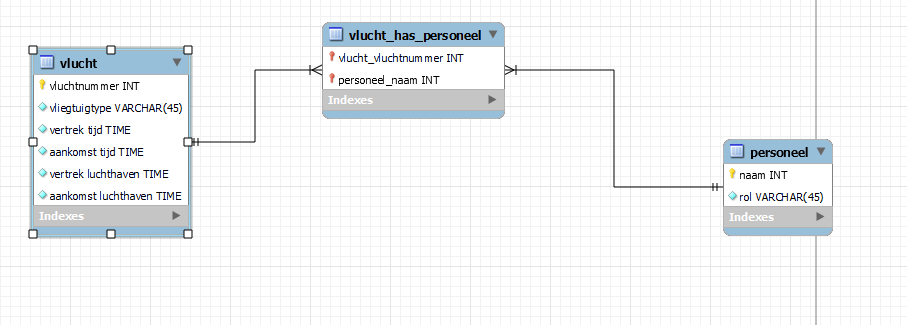 vlucht
vluchtnummer INT
vliegtuigtype VARCHAR(45)
vertrek tijd TIME
aankomst tijd TIME
vertrek luchthaven TIME
aankomst luchthaven TIME
Indexes
vlucht_has_personeel
vlucht_vluchtnummer INT
personeel_naam INT
Indexes
personeel
naam INT
rol VARCHAR(45)
Indexes